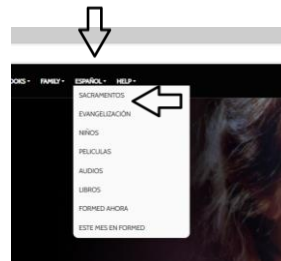 OOKS FAMILY ESPAÑOL HELP
SACRAMENTOS
EVANGELIZACIÓN
NIÑOS
PELICULAS
AUDIOS
LIBROS
FORMED AHORA
ESTE MES EN FORMED